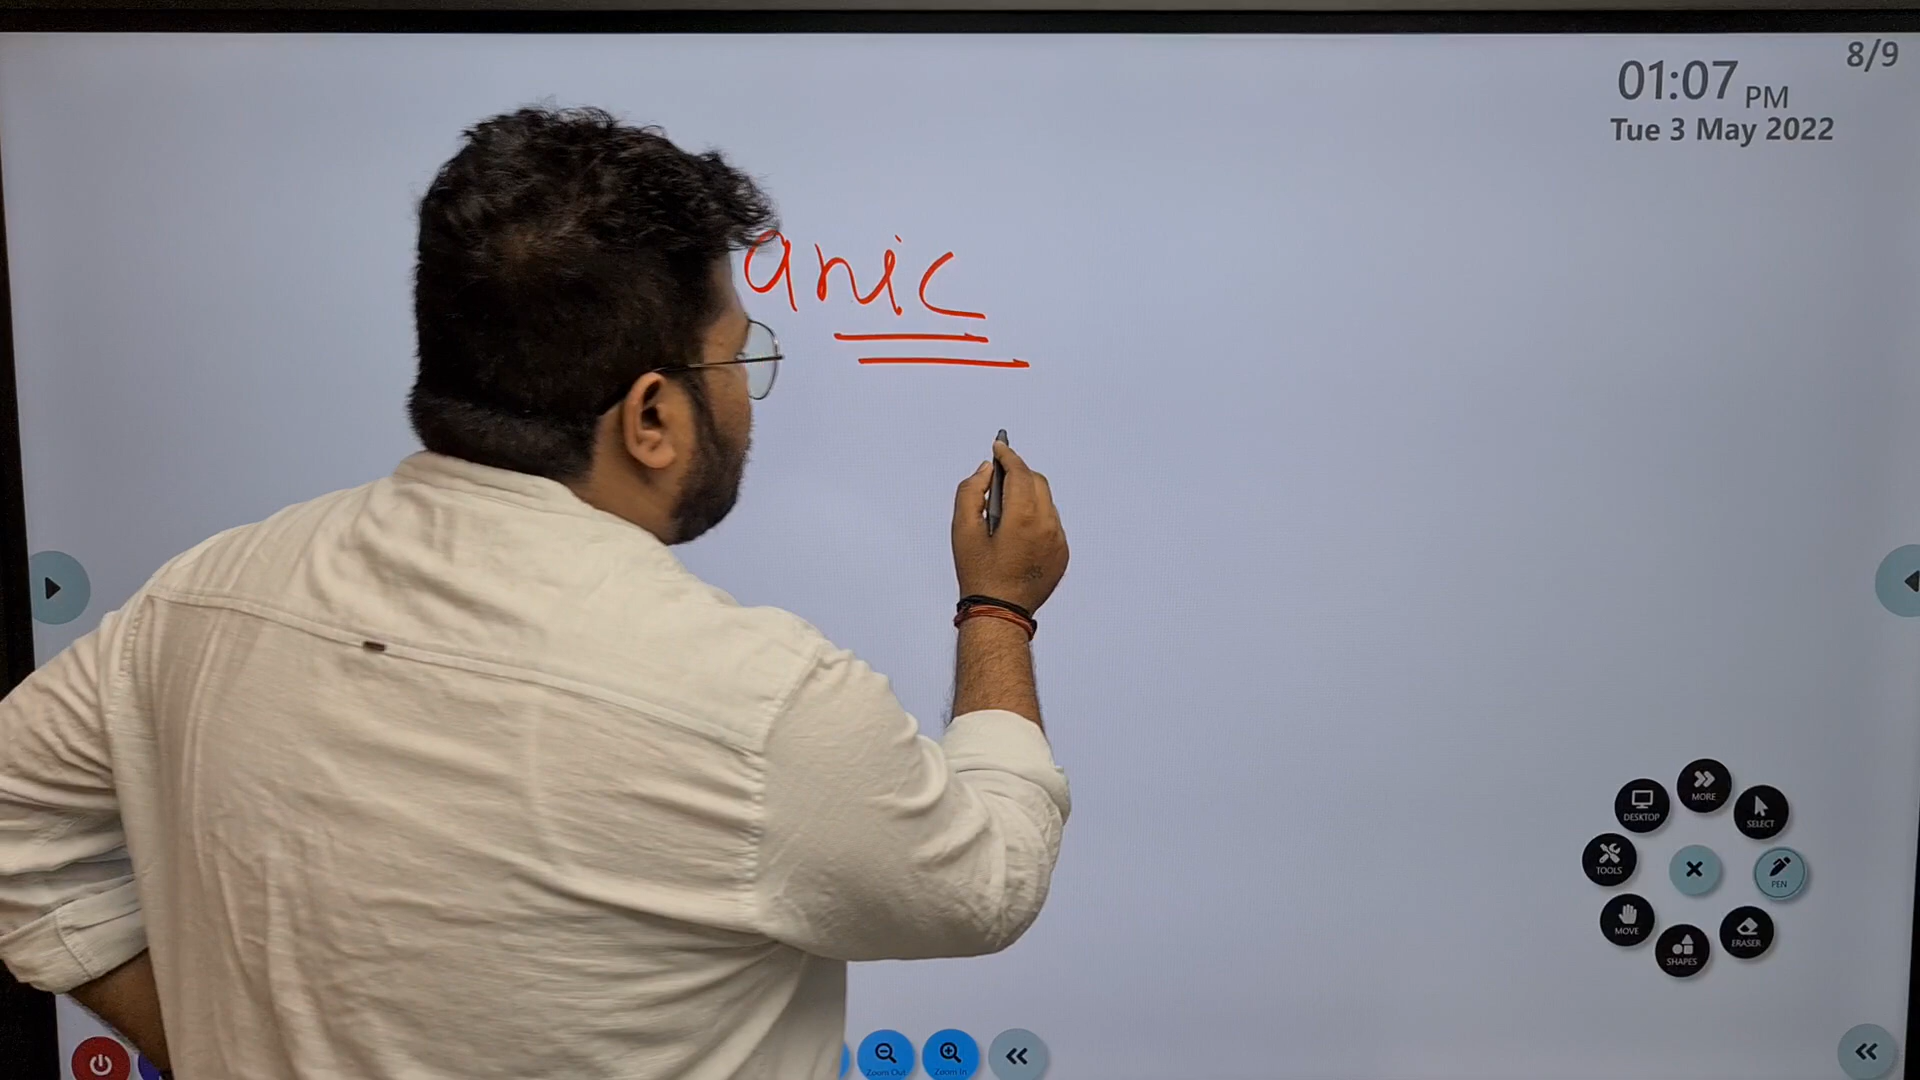 8/9
01:07 PM
Tue 3 May 2022
anic
MORE
DESKTOP
SELECT
TOOLS
PEN
MOVE
ERASER
SHAPES
Zoom Out
Zoom In